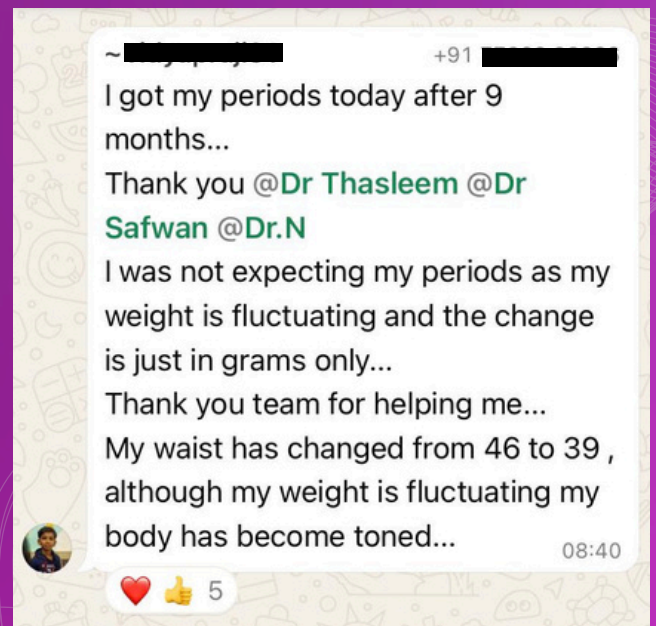 ~
+91
I got my periods today after 9
months...
Thank you @Dr Thasleem @Dr
Safwan @Dr.N
I was not expecting my periods as my
weight is fluctuating and the change
is just in grams only...
Thank you team for helping me...
My waist has changed from 46 to 39 ,
although my weight is fluctuating my
body has become toned...
08:40
5